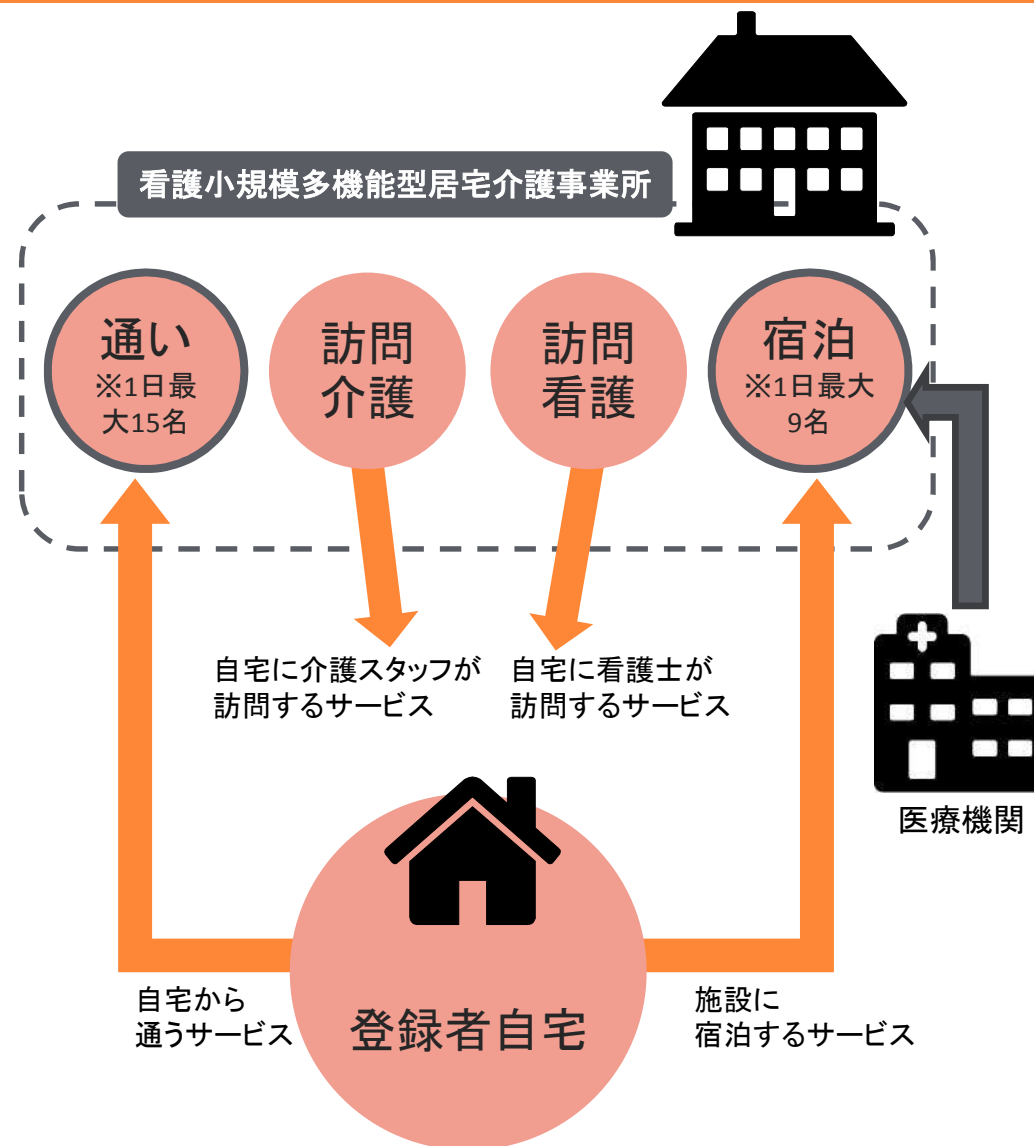 看護小規模多機能型居宅介護事業所
通い
※1日最
大15名
訪問
介護
訪問
看護
宿泊
※1日最大
9名
自宅に介護スタッフが
訪問するサービス
自宅に看護士が
訪問するサービス
医療機関
自宅から
通うサービス
登録者自宅
施設に
宿泊するサービス